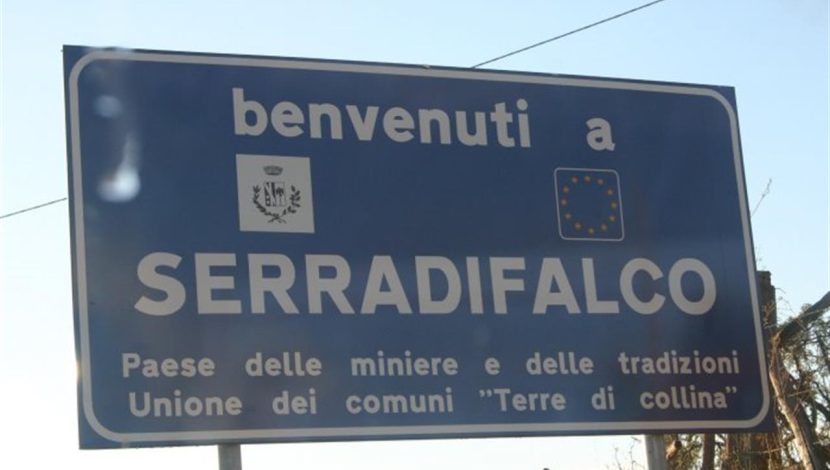 benvenuti a
SERRADIFALCO
Paese delle miniere e delle tradizioni
Unione dei comuni "Terre di collina"